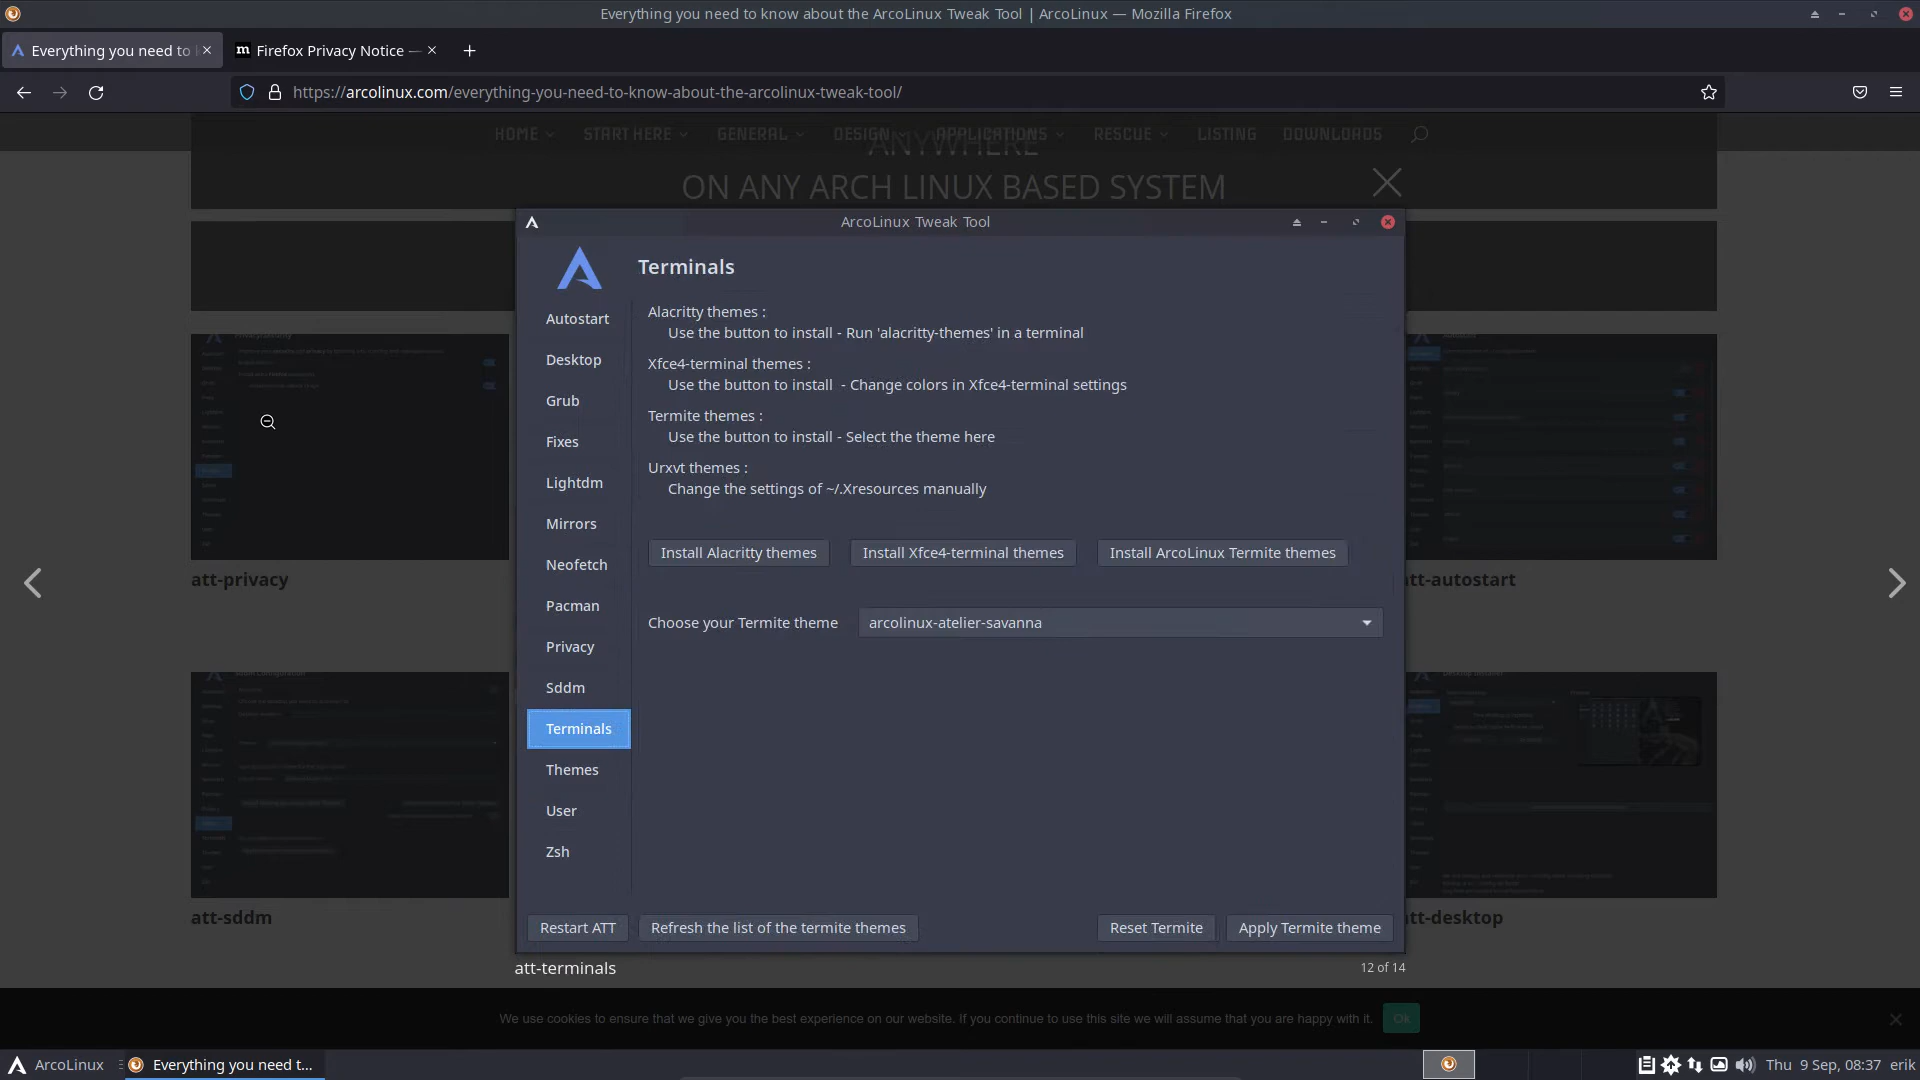 Everything you need to know about the ArcoLinux Tweak Tool | ArcoLinux — Mozilla Firefox
Everything you need to
Firefox Privacy Notice —
https://arcolinux.com/everything-you-need-to-know-about-the-arcolinux-tweak-tool/
HOME START HERE GENERAL DESIGN APPLICATIONS RESCUE LISTING DOWNLOADS
ANYWHERE
ON ANY ARCH LINUX BASED SYSTEM
ArcoLinux Tweak Tool
Terminals
Autostart
Desktop
Grub
Fixes
Lightdm
Mirrors
Neofetch
Pacman
Privacy
Sddm
Terminals
Themes
User
Zsh
Alacritty themes :
Use the button to install - Run 'alacritty-themes' in a terminal
Xfce4-terminal themes :
Use the button to install  - Change colors in Xfce4-terminal settings
Termite themes :
Use the button to install - Select the theme here
Urxvt themes :
Change the settings of ~/.Xresources manually
Install Alacritty themes Install Xfce4-terminal themes Install ArcoLinux Termite themes
Choose your Termite theme arcolinux-atelier-savanna
Restart ATT Refresh the list of the termite themes Reset Termite Apply Termite theme
att-privacy
att-autostart
att-sddm
att-desktop
att-terminals
12 of 14
We use cookies to ensure that we give you the best experience on our website. If you continue to use this site we will assume that you are happy with it. Ok
ArcoLinux Everything you need t... Thu 9 Sep, 08:37 erik